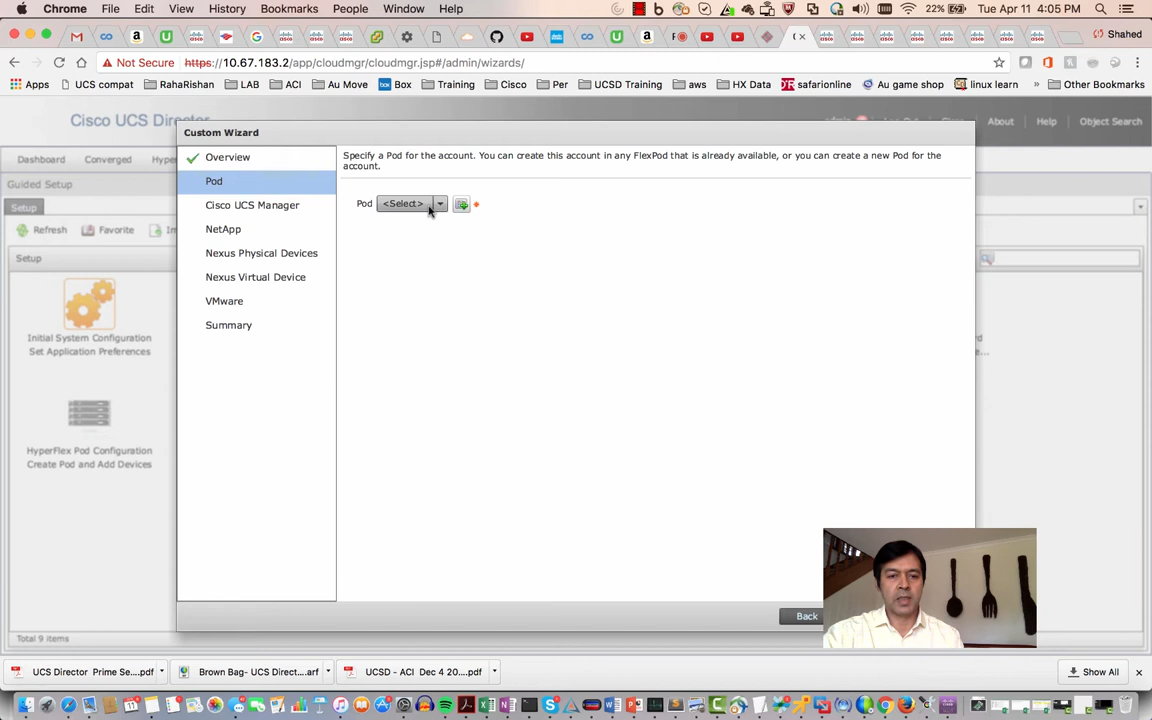 Chrome File Edit View History Bookmarks People Window Help 22% Tue Apr 11 4:05 PM
Shahed
Not Secure https://10.67.183.2/app/cloudmgr/cloudmgr.jsp#/admin/wizards/
Apps UCS compat RahaRishan LAB ACI Au Move Box Training Cisco Per UCSD Training aws HX Data safarionline Au game shop linux learn » Other Bookmarks
Cisco UCS Director
About Help Object Search
Custom Wizard
Dashboard Converged
Guided Setup
Setup
Refresh Favorite
Setup
Initial System Configuration
Set Application Preferences
HyperFlex Pod Configuration
Create Pod and Add Devices
Total 9 items
Overview
Pod
Cisco UCS Manager
NetApp
Nexus Physical Devices
Nexus Virtual Device
VMware
Summary
Specify a Pod for the account. You can create this account in any FlexPod that is already available, or you can create a new Pod for the
account.
Pod <Select>
Back
UCS Director Prime Se....pdf Brown Bag- UCS Direct....arf UCSD - ACI Dec 4 20....pdf Show All